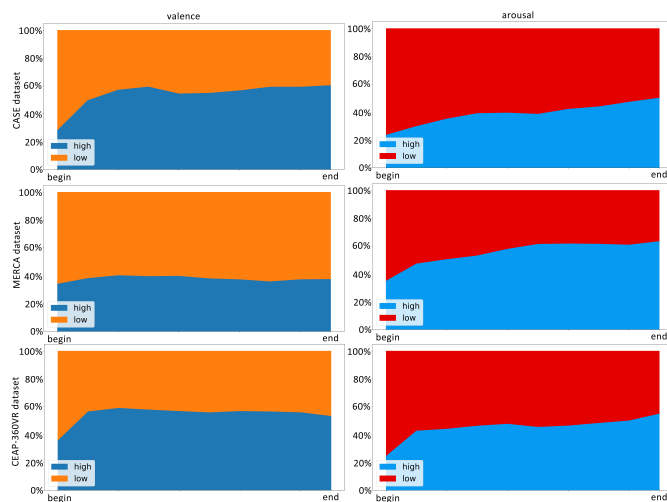 valence
arousal
CASE dataset
100%
80%
60%
40%
20%
0%
high
low
begin
end
100%
80%
60%
40%
20%
0%
high
low
begin
end
MERCA dataset
100%
80%
60%
40%
20%
0%
high
low
begin
end
100%
80%
60%
40%
20%
0%
high
low
begin
end
CEAP-360VR dataset
100%
80%
60%
40%
20%
0%
high
low
begin
end
100%
80%
60%
40%
20%
0%
high
low
begin
end